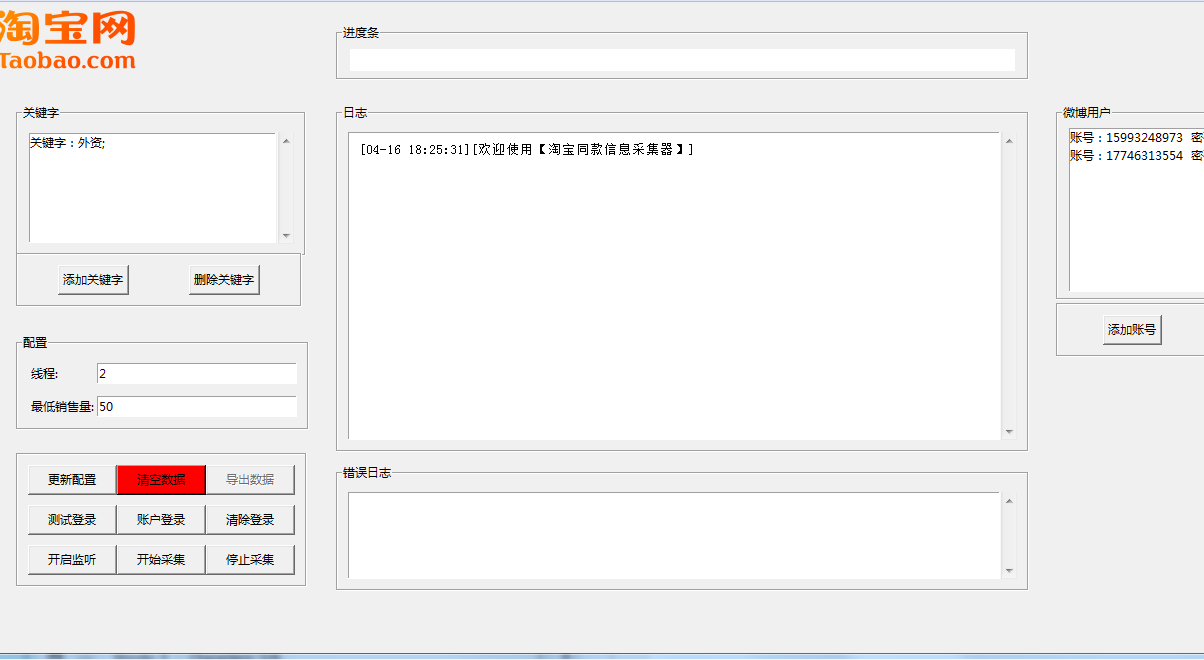 淘宝网
Taobao.com
进度条
关键字
关键字：外资;
添加关键字
删除关键字
配置
线程:
2
最低销售量:
50
更新配置
清空数据
导出数据
测试登录
账户登录
清除登录
开启监听
开始采集
停止采集
日志
[04-16 18:25:31][欢迎使用【淘宝同款信息采集器】]
错误日志
微博用户
账号：15993248973 密
账号：17746313554 密
添加账号